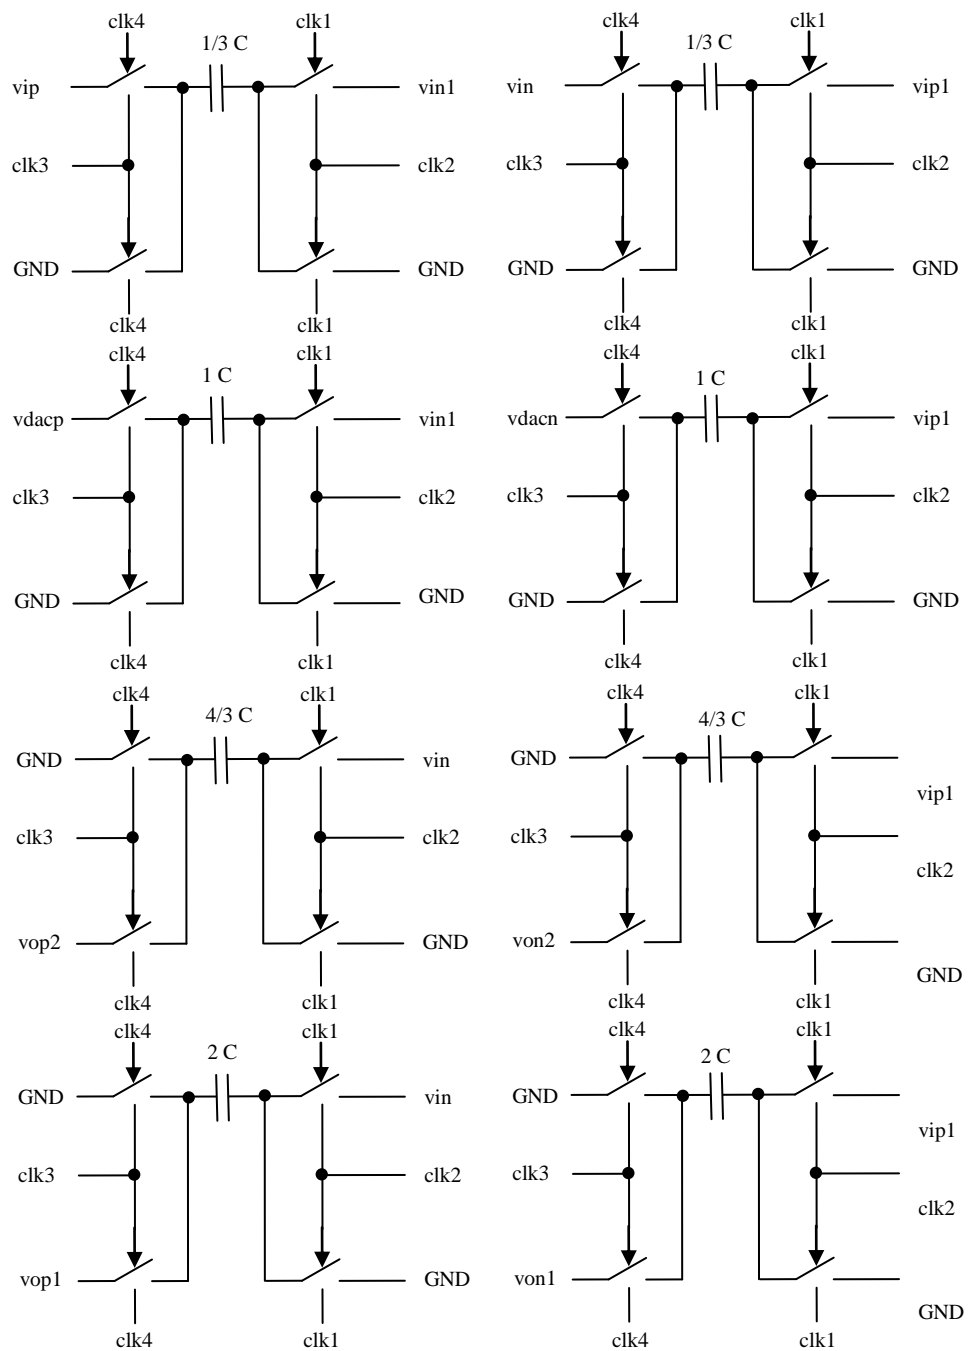 clk4 clk1 clk4 clk1
1/3 C 1/3 C
vip vin1 vin vip1
clk3 clk2 clk3 clk2
GND GND GND GND
clk4 clk1 clk4 clk1
clk4 clk1 clk4 clk1
1 C 1 C
vdacp vin1 vdacn vip1
clk3 clk2 clk3 clk2
GND GND GND GND
clk4 clk1 clk4 clk1
clk4 clk1 clk4 clk1
4/3 C 4/3 C
GND vin GND vip1
clk3 clk2 clk3 clk2
vop2 GND von2 GND
clk4 clk1 clk4 clk1
clk4 clk1 clk4 clk1
2 C 2 C
GND vin GND vip1
clk3 clk2 clk3 clk2
vop1 GND von1 GND
clk4 clk1 clk4 clk1